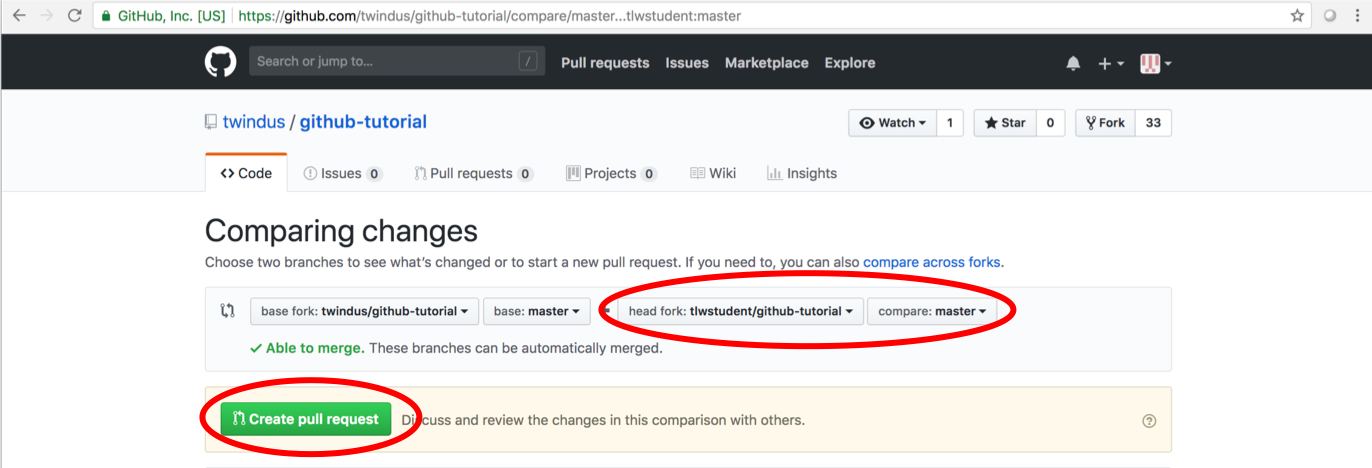 GitHub, Inc. [US] https://github.com/twindus/github-tutorial/compare/master...tlwstudent:master
Search or jump to... / Pull requests Issues Marketplace Explore
twindus / github-tutorial Watch 1 Star 0 Fork 33
Code Issues 0 Pull requests 0 Projects 0 Wiki Insights
Comparing changes
Choose two branches to see what's changed or to start a new pull request. If you need to, you can also compare across forks.
base fork: twindus/github-tutorial base: master head fork: tlwstudent/github-tutorial compare: master
Able to merge. These branches can be automatically merged.
Create pull request Discuss and review the changes in this comparison with others.